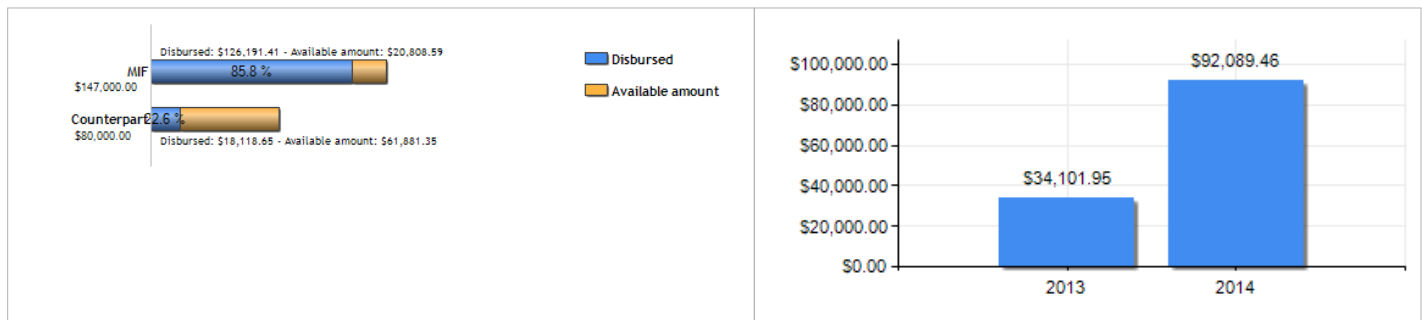 Disbursed: $126,191.41 - Available amount: $20,808.59
MIF
85.8 %
$147,000.00
Counterpart
22.6 %
$80,000.00
Disbursed: $18,118.65 - Available amount: $61,881.35
Disbursed
Available amount
$100,000.00
$80,000.00
$60,000.00
$40,000.00
$20,000.00
$0.00
$34,101.95
$92,089.46
2013
2014